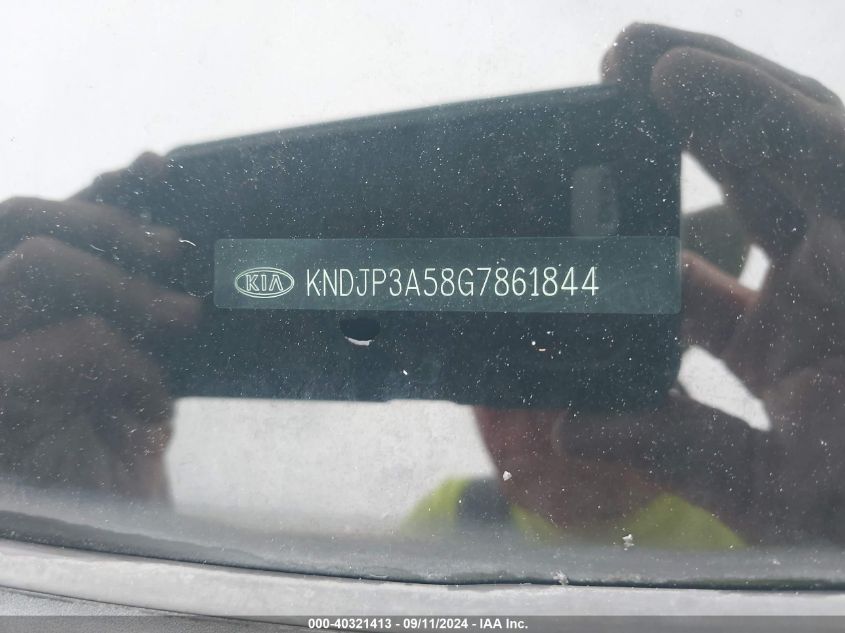 KIA KNDJP3A58G7861844
000-40321413 - 09/11/2024 - IAA Inc.